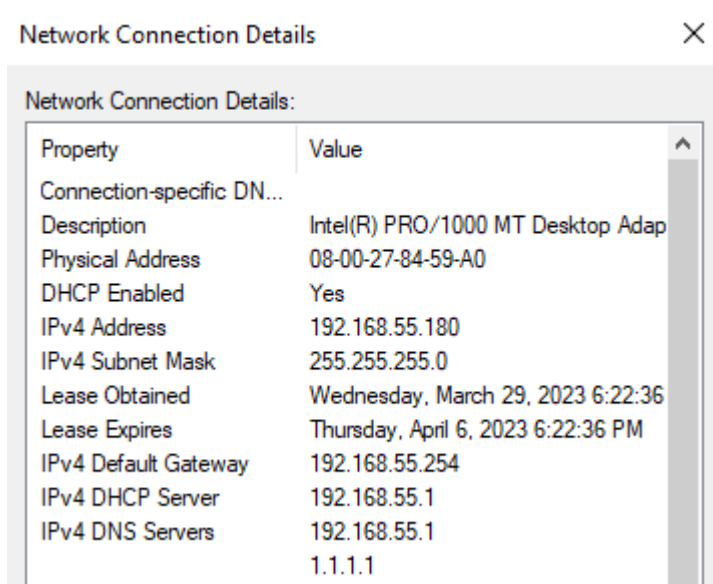 Network Connection Details
Network Connection Details:
Property Value
Connection-specific DN...
Description Intel(R) PRO/1000 MT Desktop Adap
Physical Address 08-00-27-84-59-A0
DHCP Enabled Yes
IPv4 Address 192.168.55.180
IPv4 Subnet Mask 255.255.255.0
Lease Obtained Wednesday, March 29, 2023 6:22:36
Lease Expires Thursday, April 6, 2023 6:22:36 PM
IPv4 Default Gateway 192.168.55.254
IPv4 DHCP Server 192.168.55.1
IPv4 DNS Servers 192.168.55.1
1.1.1.1